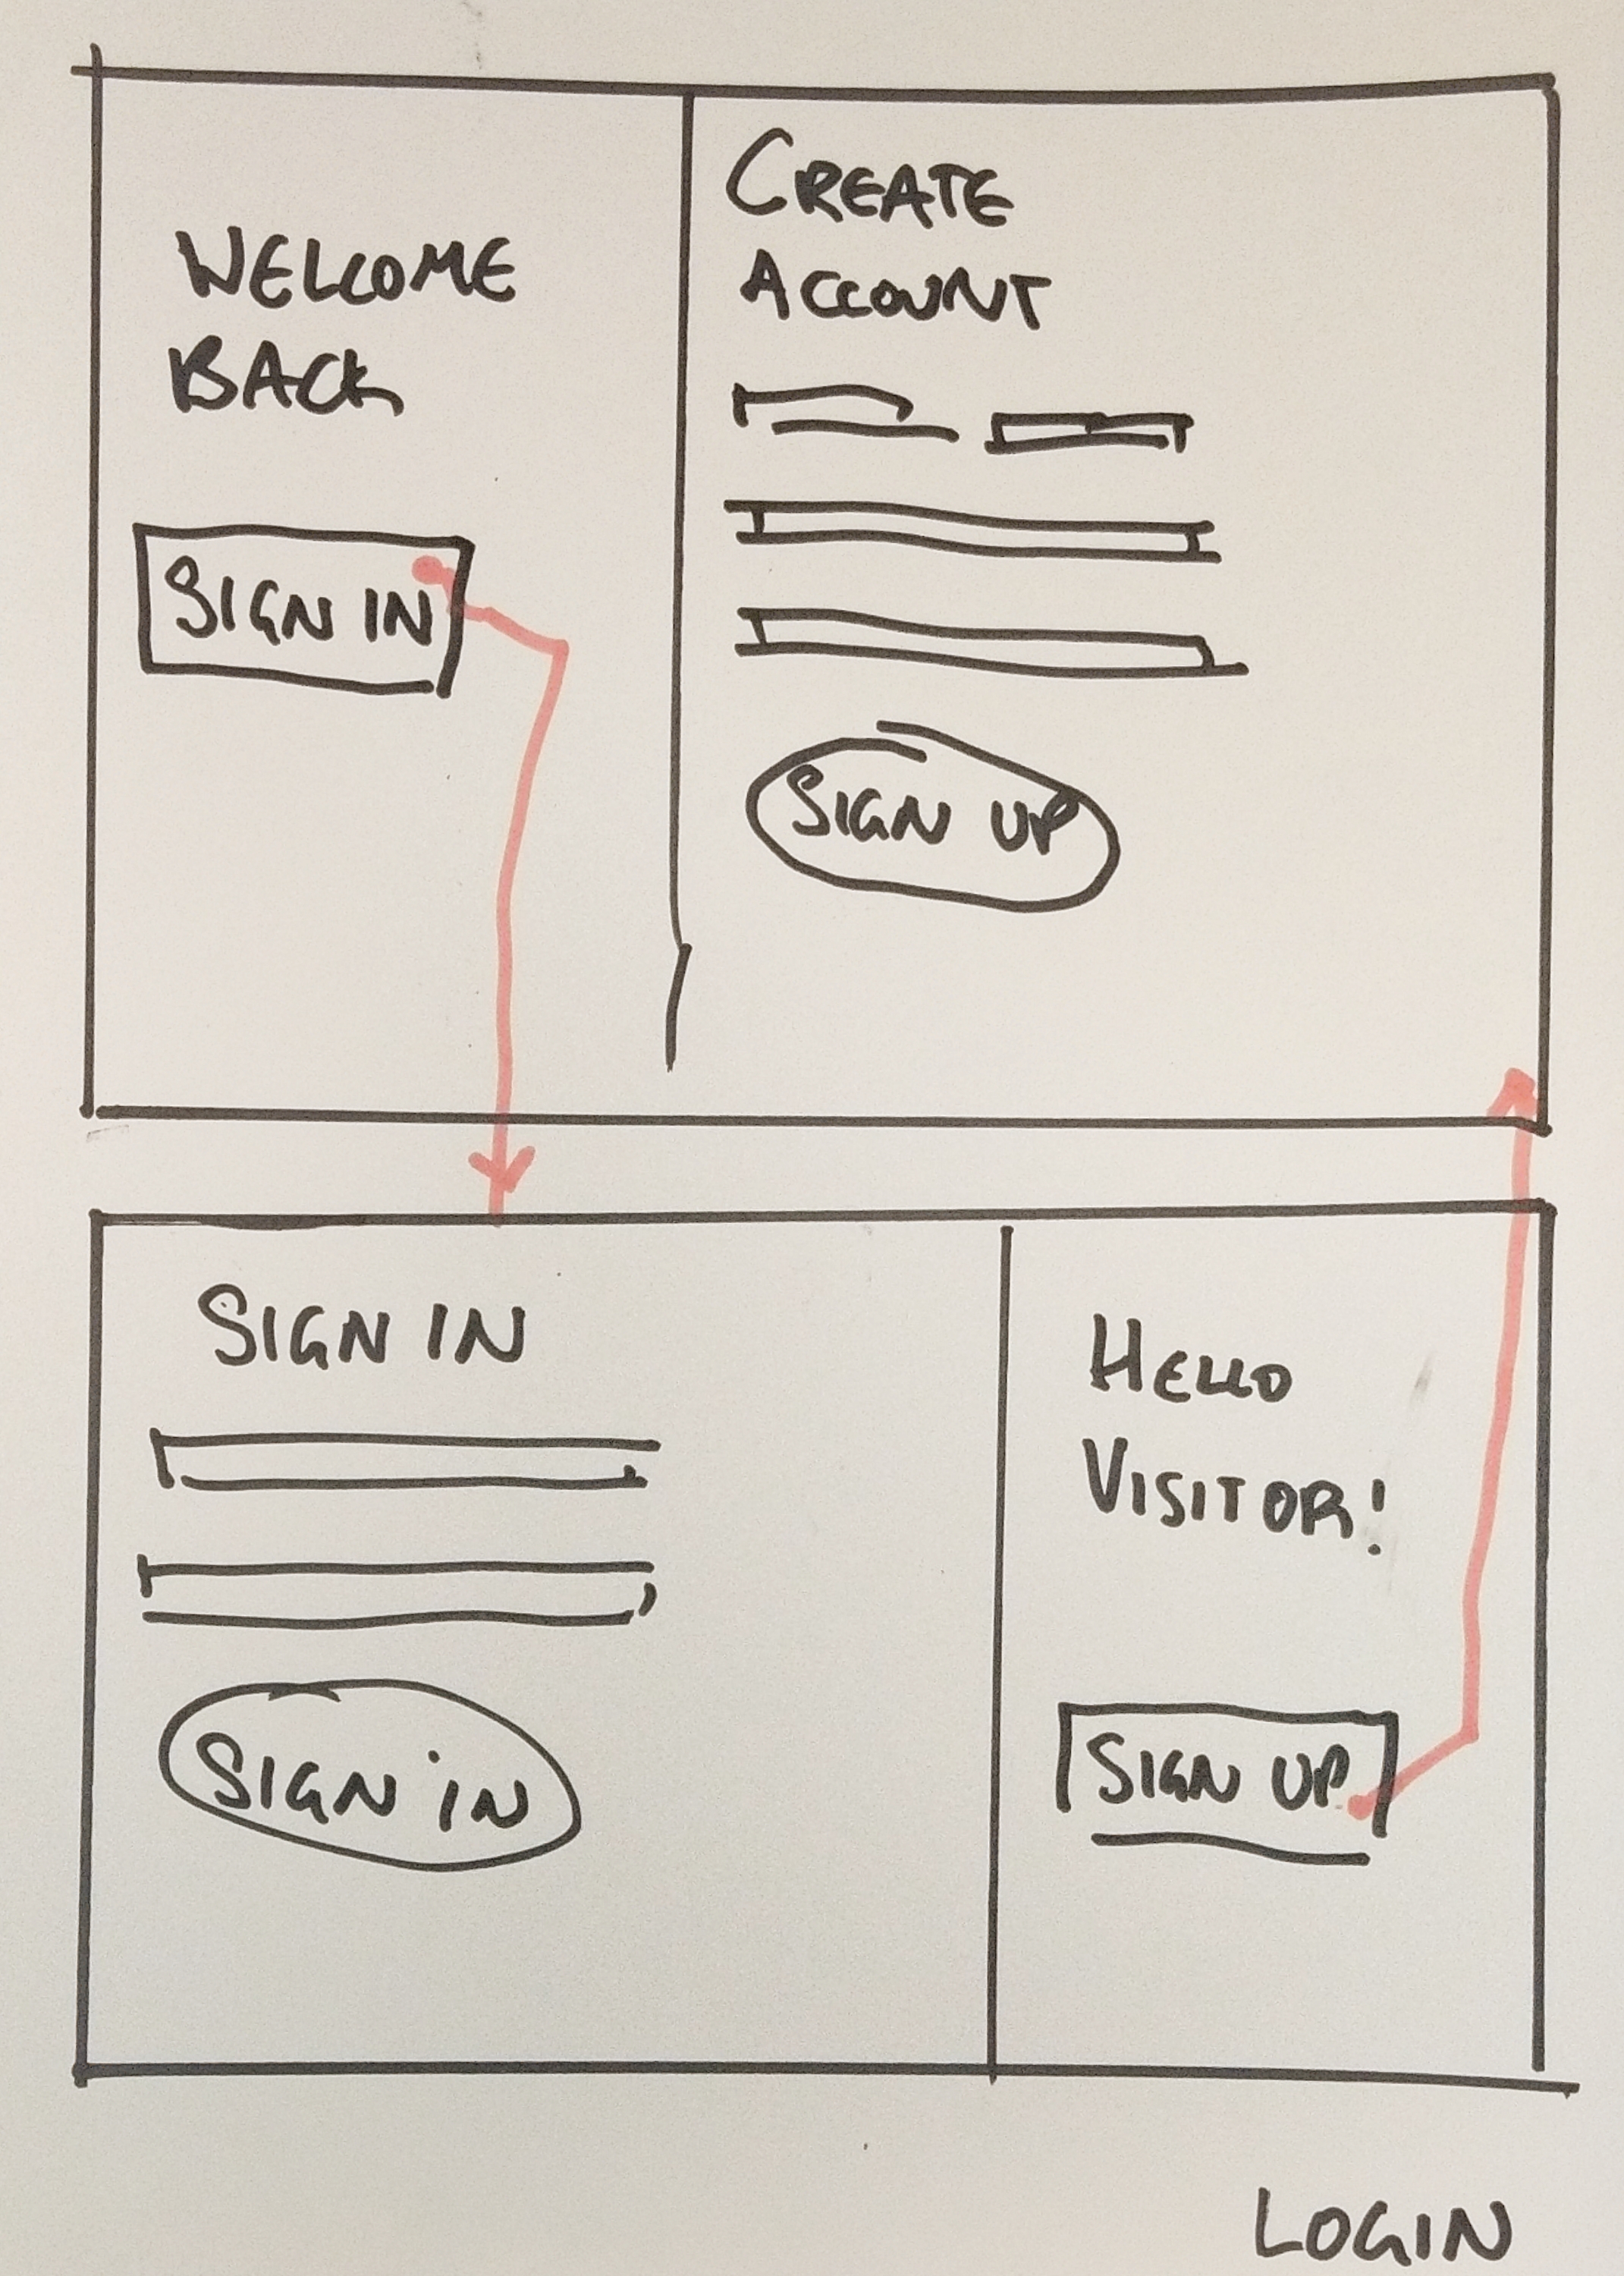 WELCOME
BACK
SIGN IN
CREATE
ACCOUNT
SIGN UP
SIGN IN
SIGN IN
HELLO
VISITOR!
SIGN UP
LOGIN